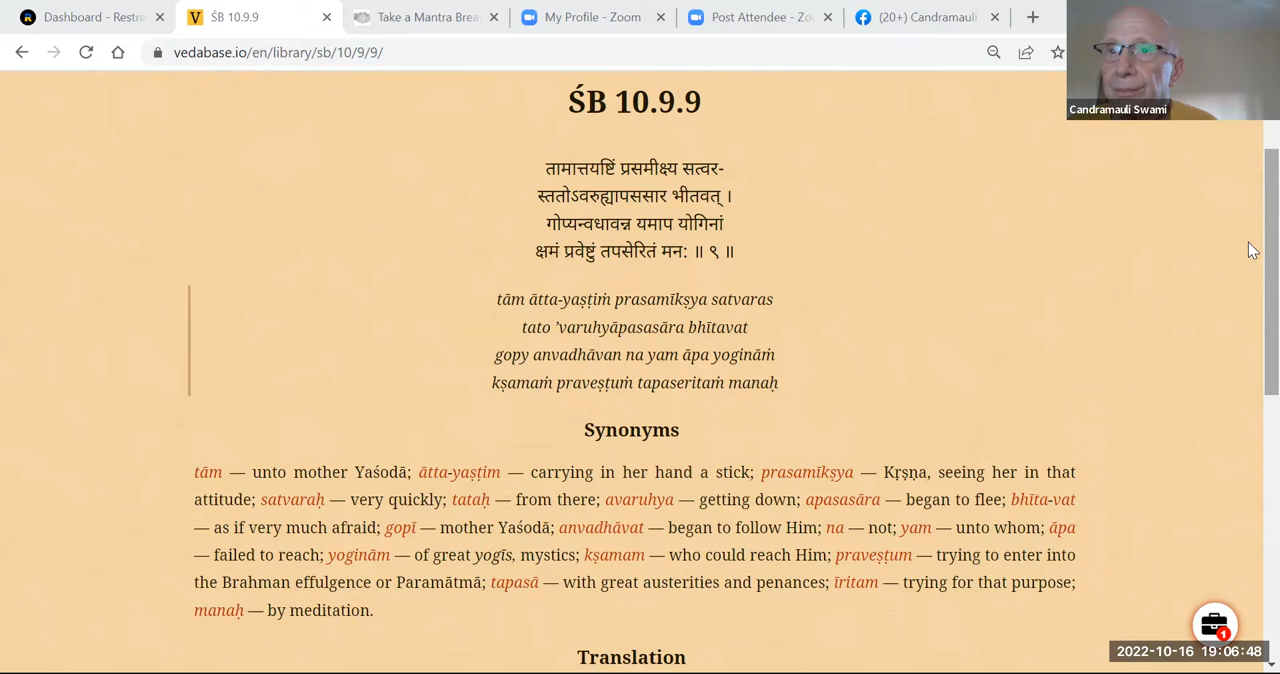 Dashboard - Restre
ŚB 10.9.9
Take a Mantra Brea
My Profile - Zoom
Post Attendee - Zo
(20+) Candramauli
vedabase.io/en/library/sb/10/9/9/
Candramauli Swami
ŚB 10.9.9
तामात्तयष्टिं प्रसमीक्ष्य सत्वर-
स्ततोऽवरुह्यापससार भीतवत् ।
गोप्यन्वधावन्न यमाप योगिनां
क्षमं प्रवेष्टुं तपसेरितं मन: ॥ ९ ॥
tām ātta-yaṣṭiṁ prasamīkṣya satvaras
tato ’varuhyāpasasāra bhītavat
gopy anvadhāvan na yam āpa yogināṁ
kṣamaṁ praveṣṭuṁ tapaseritaṁ manaḥ
Synonyms
tām — unto mother Yaśodā; ātta-yaṣṭim — carrying in her hand a stick; prasamīkṣya — Kṛṣṇa, seeing her in that
attitude; satvaraḥ — very quickly; tataḥ — from there; avaruhya — getting down; apasasāra — began to flee; bhīta-vat
— as if very much afraid; gopī — mother Yaśodā; anvadhāvat — began to follow Him; na — not; yam — unto whom; āpa
— failed to reach; yoginām — of great yogīs, mystics; kṣamam — who could reach Him; praveṣṭum — trying to enter into
the Brahman effulgence or Paramātmā; tapasā — with great austerities and penances; īritam — trying for that purpose;
manaḥ — by meditation.
Translation
1
2022-10-16 19:06:48